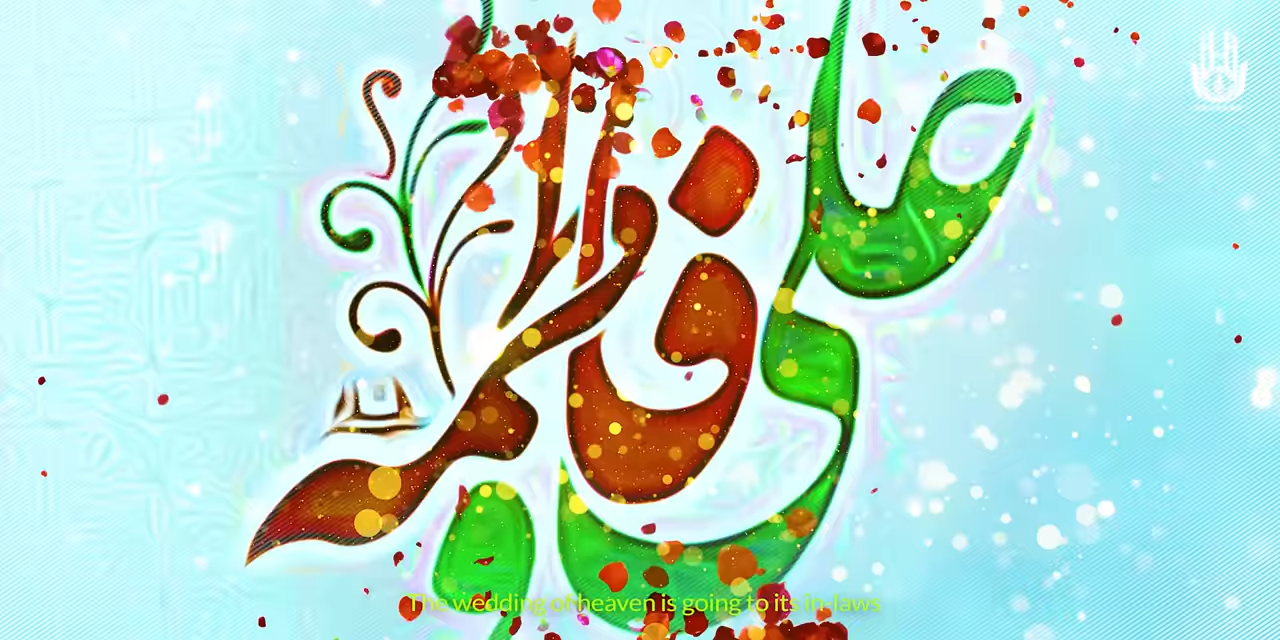 علی
فاطمه
The wedding of heaven is going to its in-laws